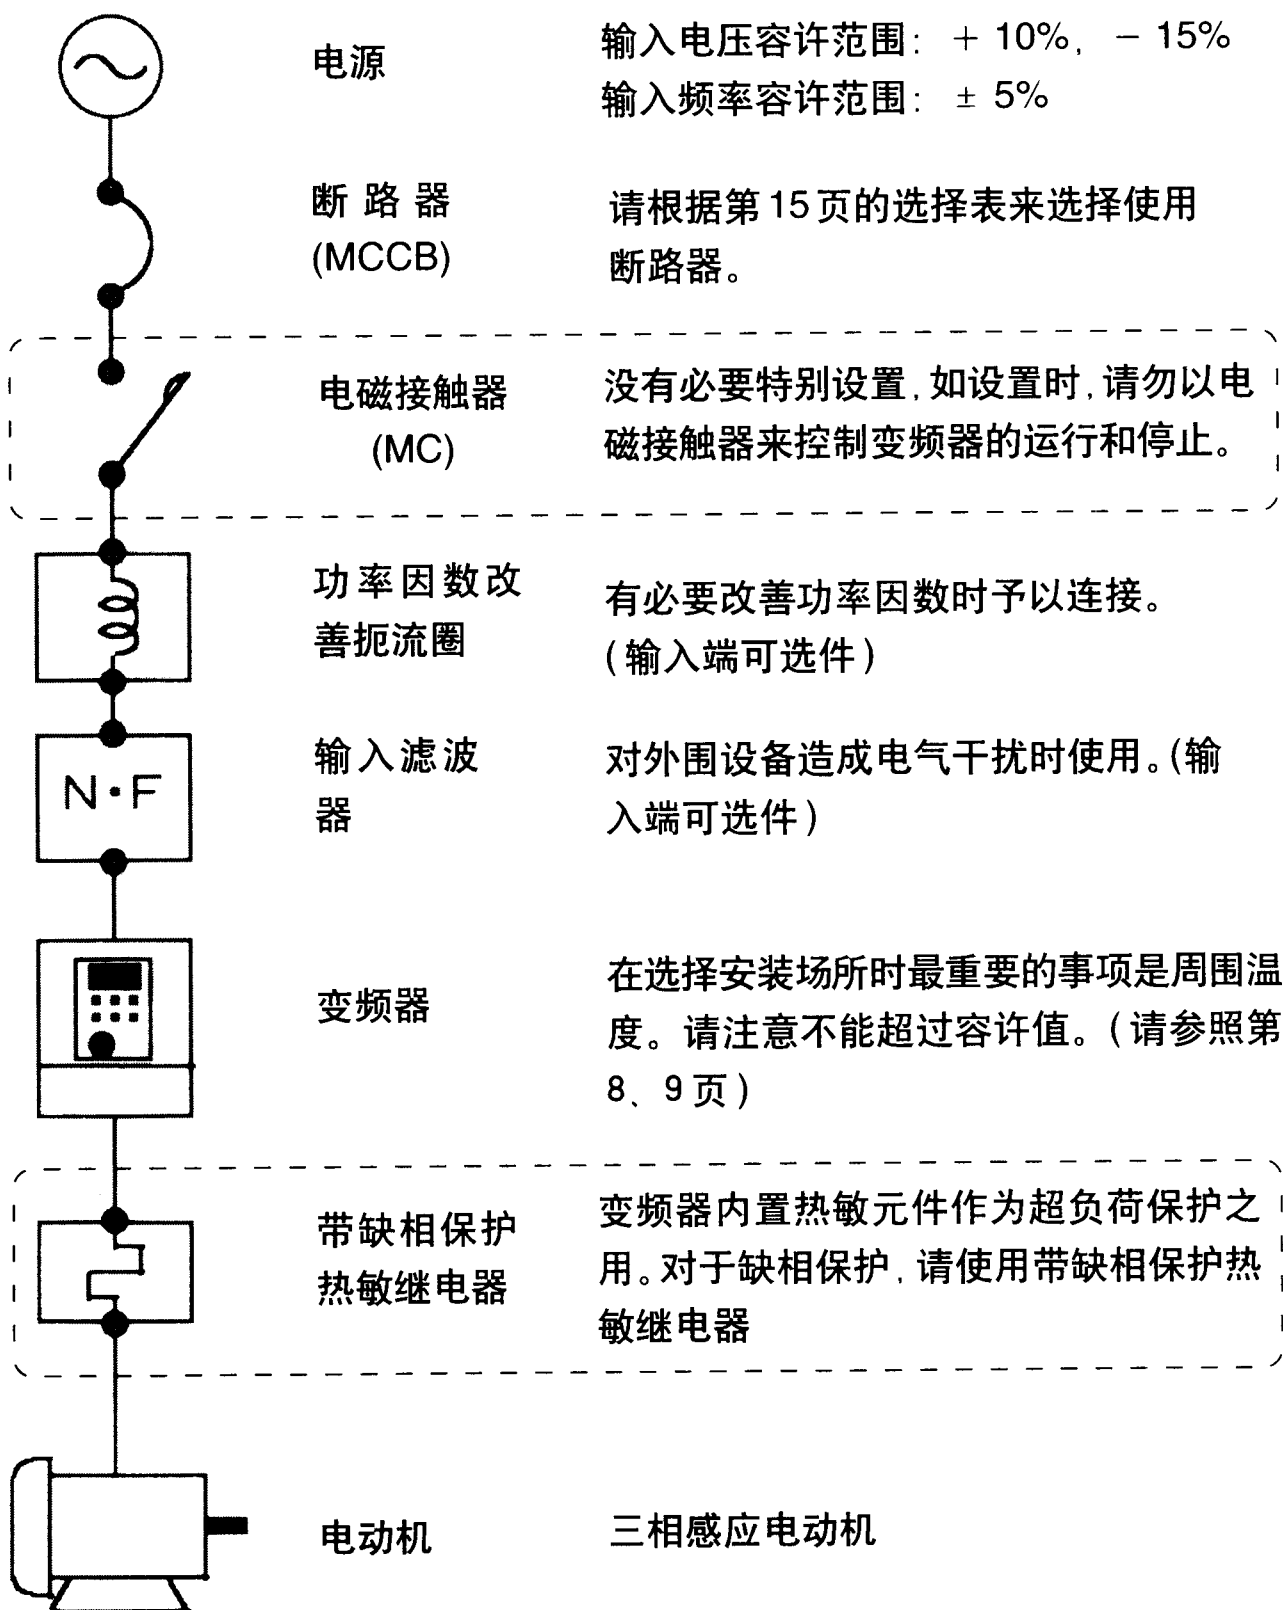 电源
输入电压容许范围: + 10%, - 15%
输入频率容许范围: ± 5%
断路器
(MCCB)
请根据第15页的选择表来选择使用
断路器。
电磁接触器
(MC)
没有必要特别设置,如设置时,请勿以电
磁接触器来控制变频器的运行和停止。
功率因数改
善扼流圈
有必要改善功率因数时予以连接。
(输入端可选件)
N·F
输入滤波
器
对外围设备造成电气干扰时使用。(输
入端可选件)
变频器
在选择安装场所时最重要的事项是周围温
度。请注意不能超过容许值。(请参照第
8、9页)
带缺相保护
热敏继电器
变频器内置热敏元件作为超负荷保护之
用。对于缺相保护,请使用带缺相保护热
敏继电器
电动机
三相感应电动机